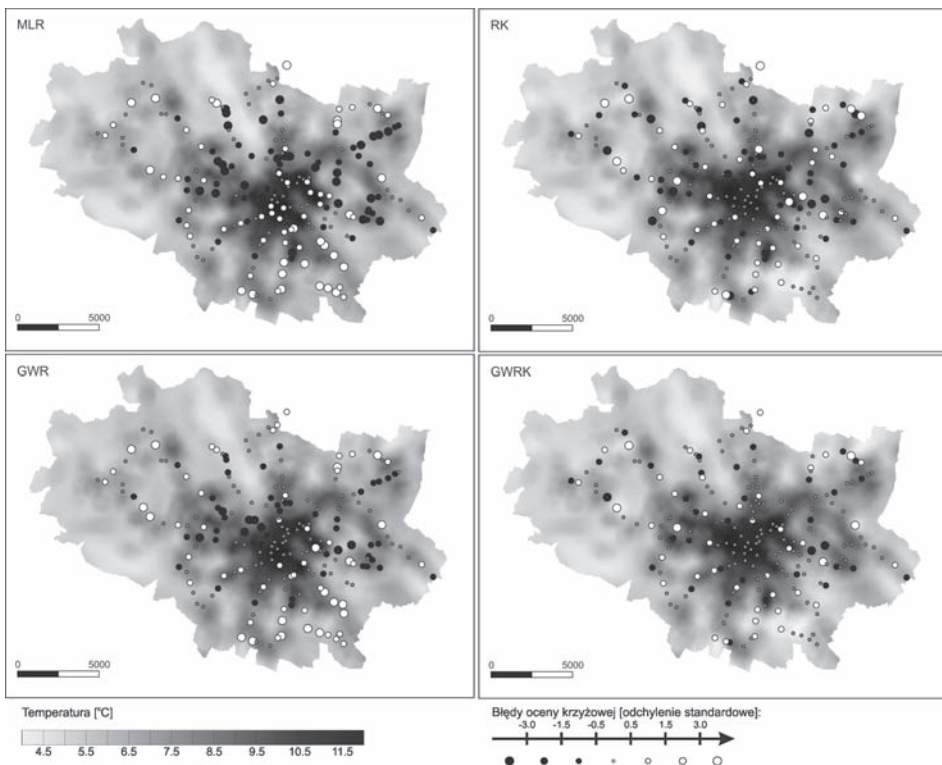 MLR
RK
0 5000
0 5000
GWR
GWRK
0 5000
0 5000
Temperatura [°C]
4.5 5.5 6.5 7.5 8.5 9.5 10.5 11.5
Błędy oceny krzyżowej [odchylenie standardowe]:
-3.0 -1.5 -0.5 0.5 1.5 3.0